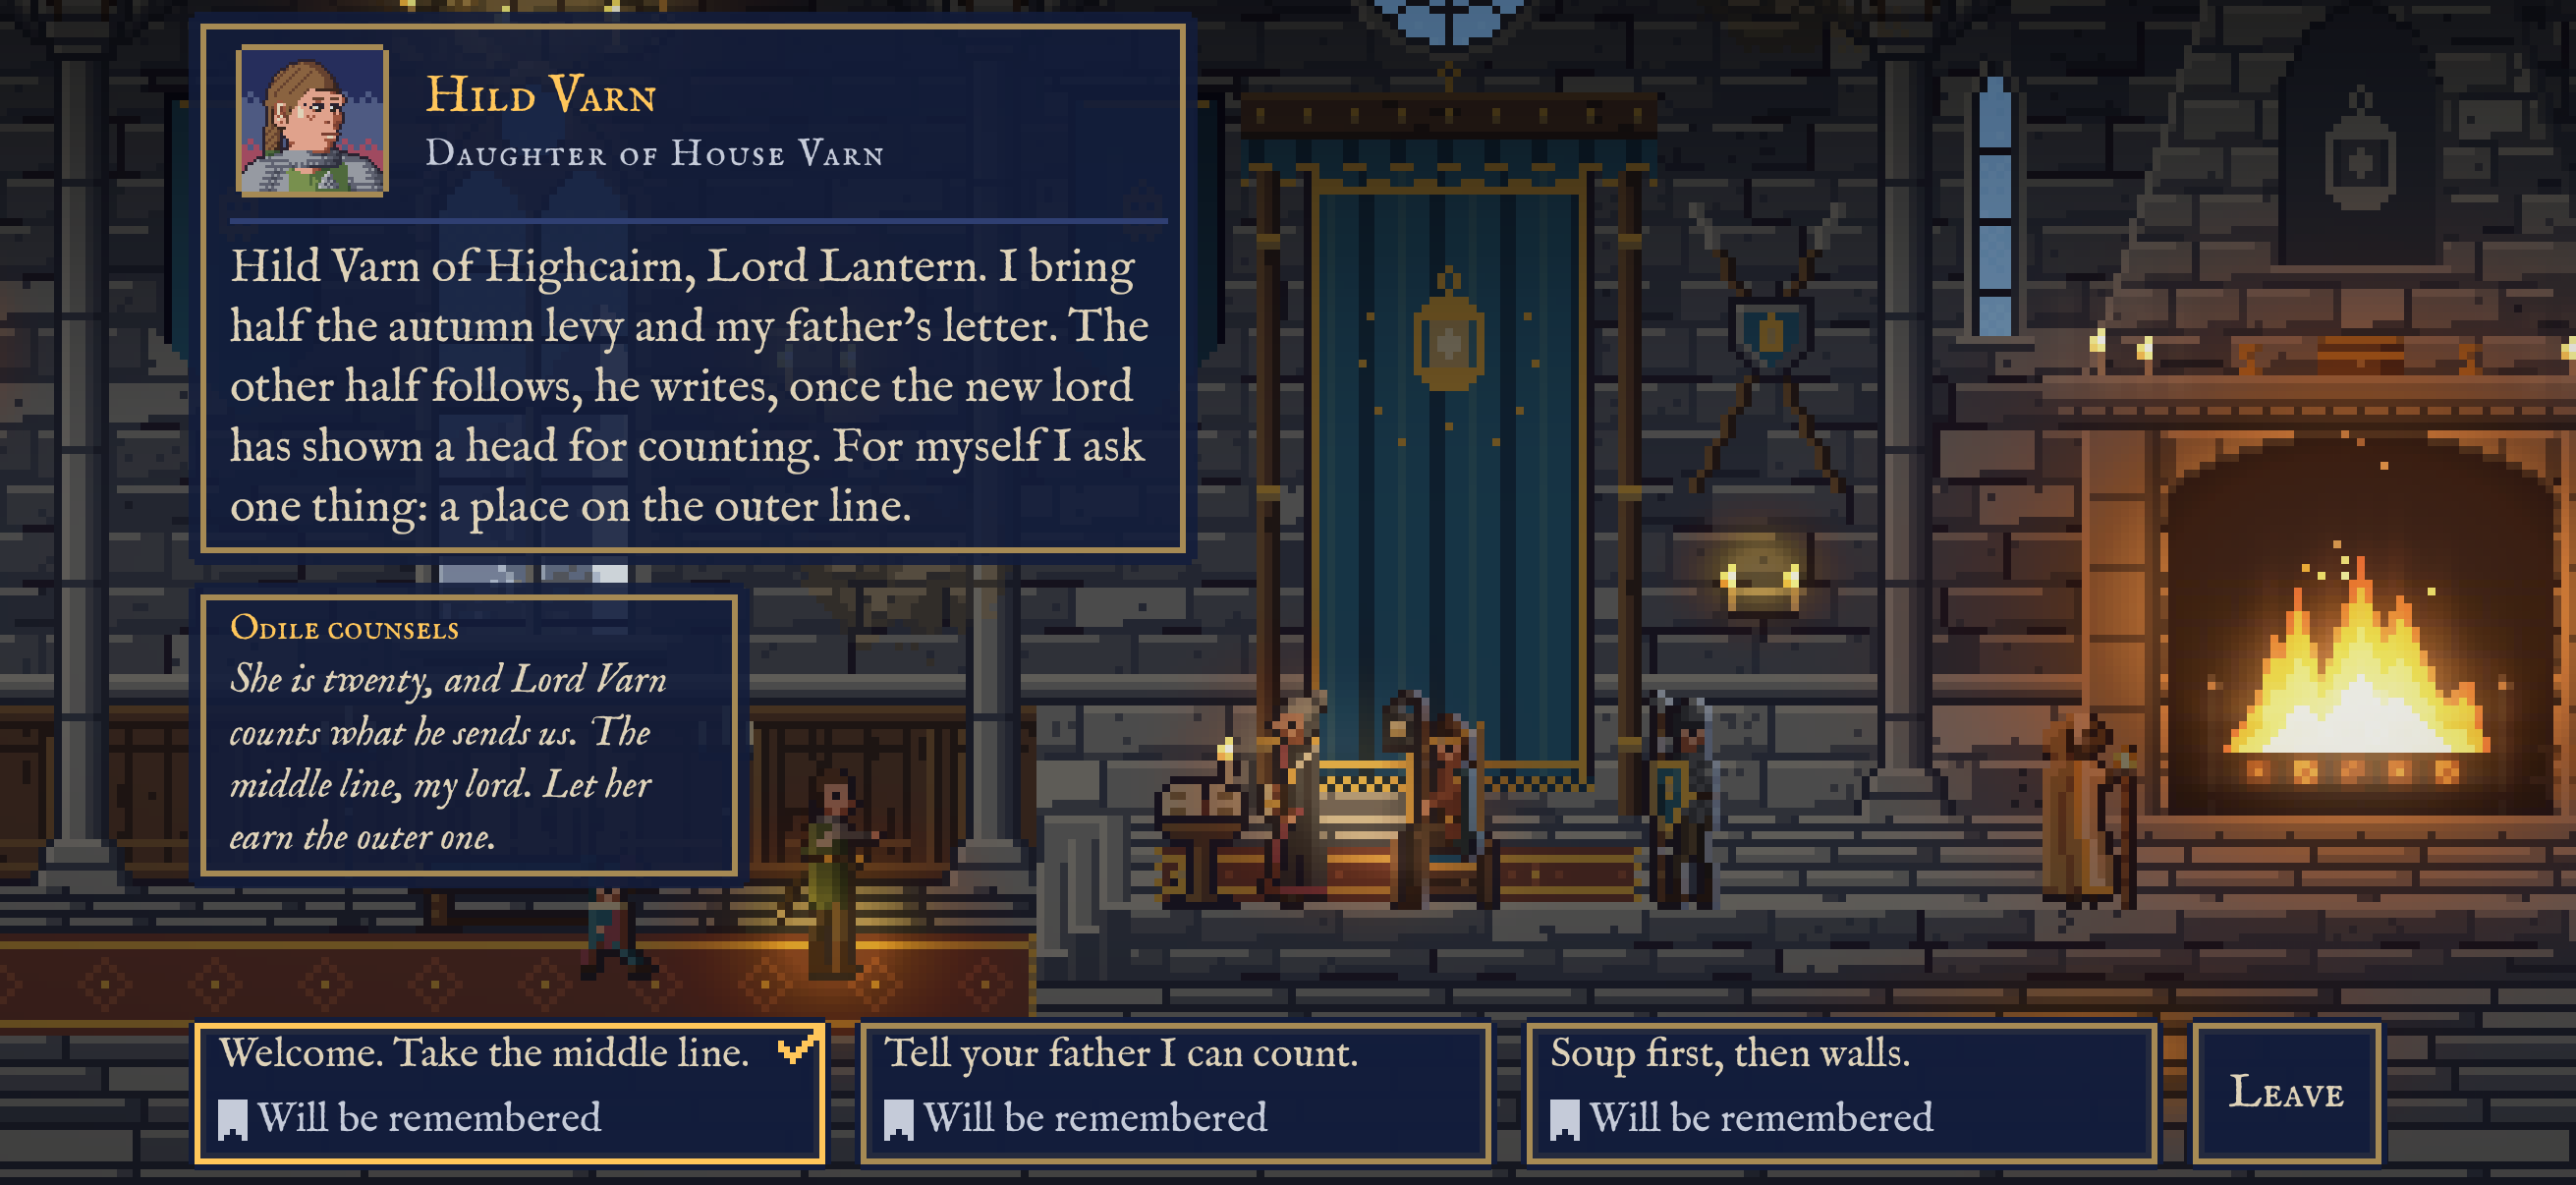 Hild Varn
Daughter of House Varn
Hild Varn of Highcairn, Lord Lantern. I bring
half the autumn levy and my father's letter. The
other half follows, he writes, once the new lord
has shown a head for counting. For myself I ask
one thing: a place on the outer line.
Odile counsels
She is twenty, and Lord Varn
counts what he sends us. The
middle line, my lord. Let her
earn the outer one.
Welcome. Take the middle line.
Will be remembered
Tell your father I can count.
Will be remembered
Soup first, then walls.
Will be remembered
Leave